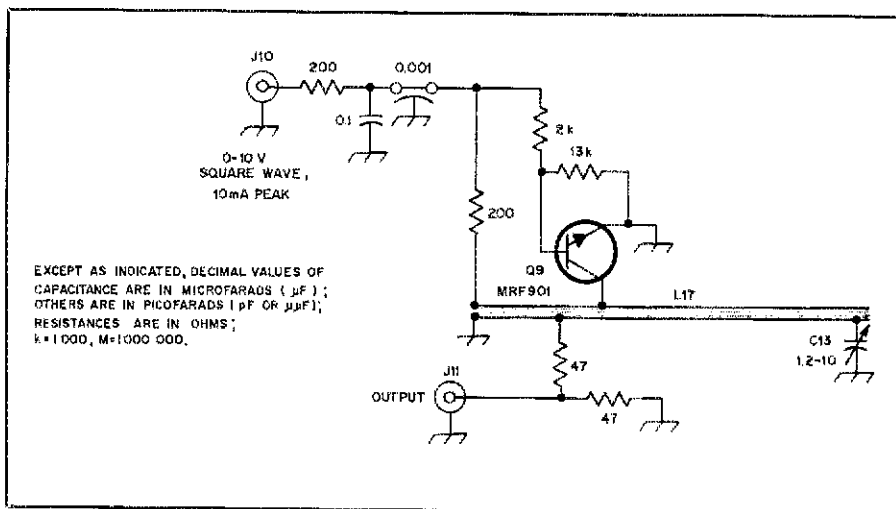 J10
200
0.001
0.1
2k
13k
0-10 V
SQUARE WAVE,
10mA PEAK
200
Q9
MRF901
EXCEPT AS INDICATED, DECIMAL VALUES OF
CAPACITANCE ARE IN MICROFARADS ( µF ) ;
OTHERS ARE IN PICOFARADS ( pF OR µµF);
RESISTANCES ARE IN OHMS ;
k=1000, M=1000 000.
L17
C13
1.2-10
J11
47
OUTPUT
47